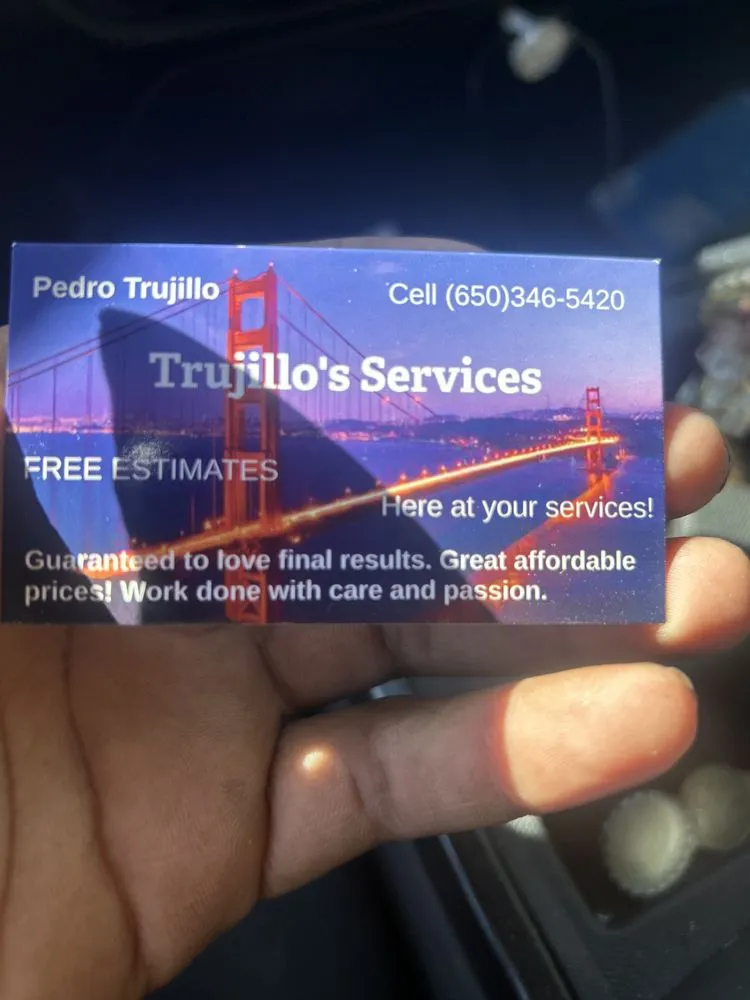 Pedro Trujillo
Cell (650)346-5420
Trujillo's Services
FREE ESTIMATES
Here at your services!
Guaranteed to love final results. Great affordable
prices! Work done with care and passion.